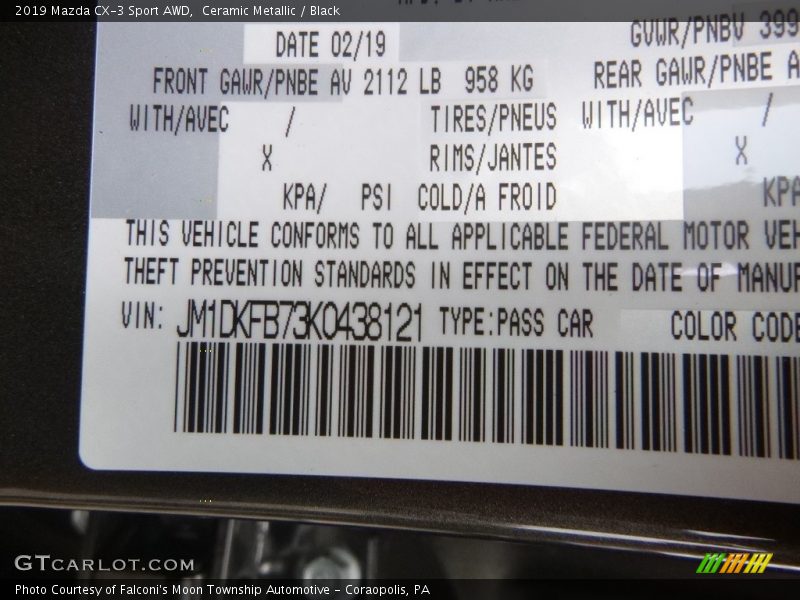 2019 Mazda CX-3 Sport AWD,  Ceramic Metallic / Black
DATE 02/19
GVWR/PNBV 399
FRONT GAWR/PNBE AV 2112 LB  958 KG
REAR GAWR/PNBE A
WITH/AVEC / TIRES/PNEUS WITH/AVEC /
X RIMS/JANTES X
KPA/ PSI COLD/A FROID KPA
THIS VEHICLE CONFORMS TO ALL APPLICABLE FEDERAL MOTOR VEH
THEFT PREVENTION STANDARDS IN EFFECT ON THE DATE OF MANUF
VIN: JM1DKFB73K0438121 TYPE:PASS CAR COLOR CODE
GTCARLOT.COM
Photo Courtesy of Falconi's Moon Township Automotive - Coraopolis, PA